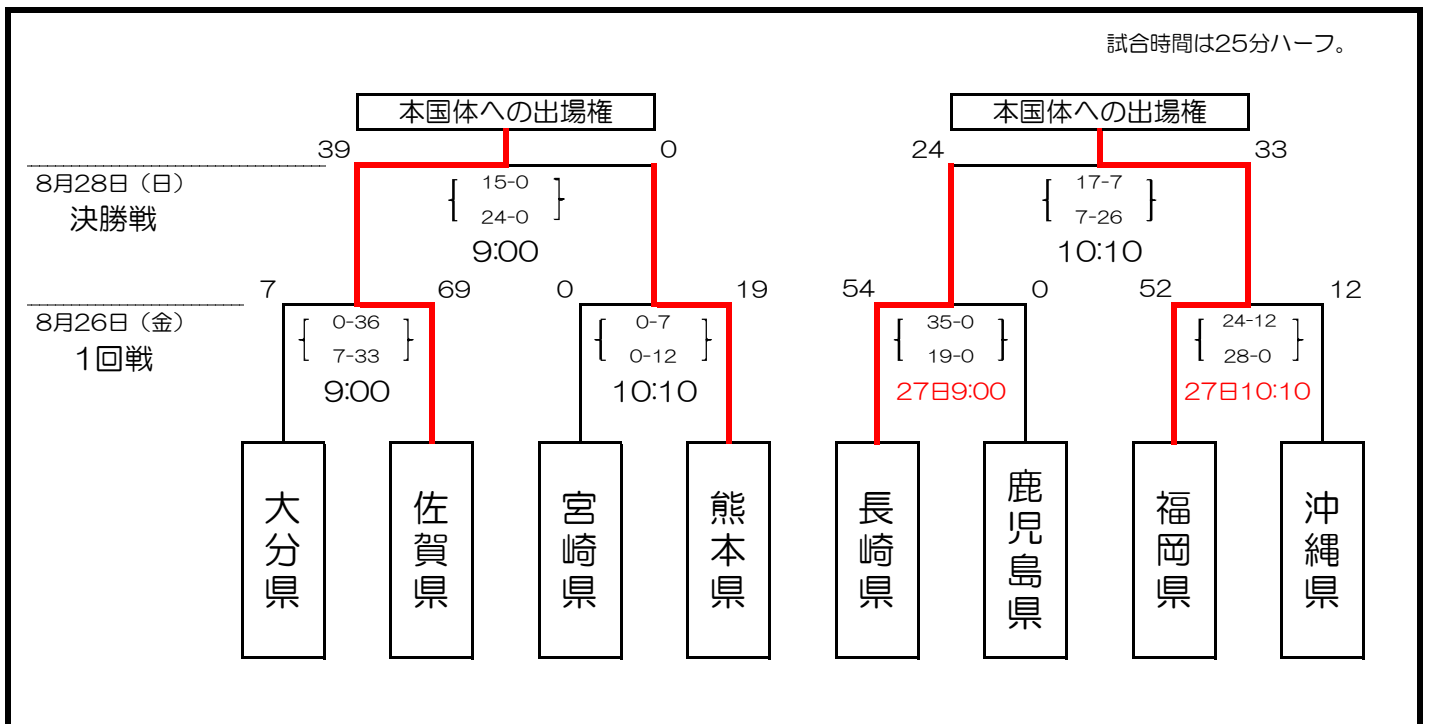 試合時間は25分ハーフ。
本国体への出場権 本国体への出場権
39 0 24 33
8月28日（日）
決勝戦
15-0 17-7
24-0 7-26
9:00 10:10
7 69 0 19 54 0 52 12
8月26日（金）
1回戦
0-36 0-7 35-0 24-12
7-33 0-12 19-0 28-0
9:00 10:10 27日9:00 27日10:10
大分県
佐賀県
宮崎県
熊本県
長崎県
鹿児島県
福岡県
沖縄県